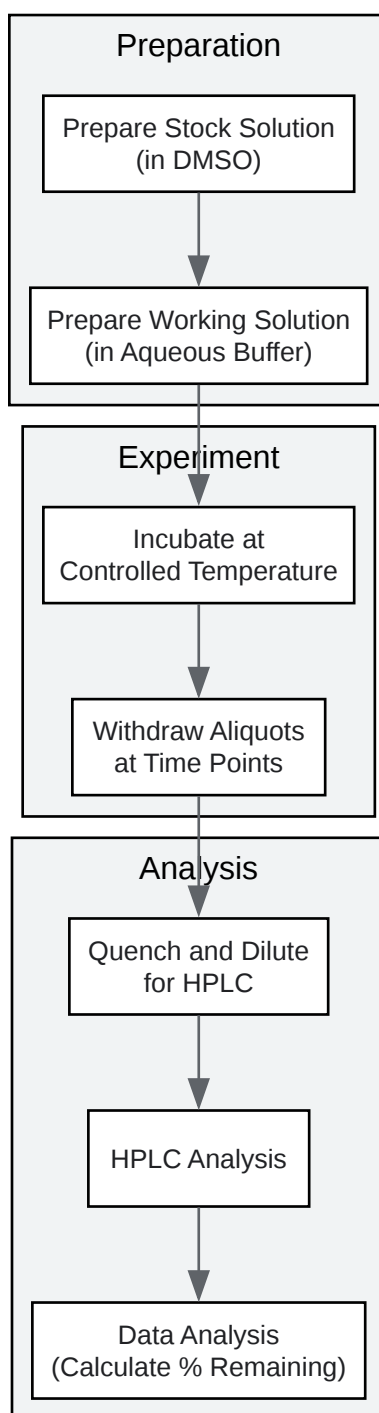 Preparation
Prepare Stock Solution
(in DMSO)
Prepare Working Solution
(in Aqueous Buffer)
Experiment
Incubate at
Controlled Temperature
Withdraw Aliquots
at Time Points
Analysis
Quench and Dilute
for HPLC
HPLC Analysis
Data Analysis
(Calculate % Remaining)